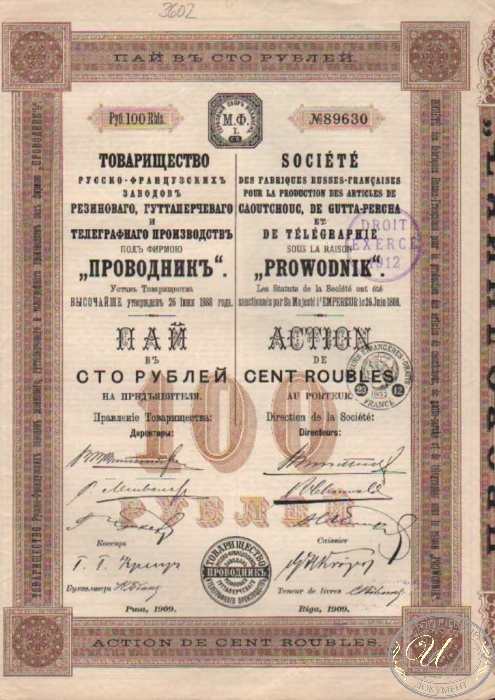 3602
ПАЙ ВЪ СТО РУБЛЕЙ.
Руб. 100 Rbls.
М.Ф.
№89630
ТОВАРИЩЕСТВО
РУССКО-ФРАНЦУЗСКИХЪ
ЗАВОДОВЪ
РЕЗИНОВАГО, ГУТТАПЕРЧЕВАГО
И
ТЕЛЕГРАФНАГО ПРОИЗВОДСТВЪ
ПОДЪ ФИРМОЮ
„ПРОВОДНИКЪ“.
Уставъ Товарищества
ВЫСОЧАЙШЕ утвержденъ 26 Іюня 1888 года.
ПАЙ
ВЪ
СТО РУБЛЕЙ
НА ПРЕДЪЯВИТЕЛЯ.
Правленіе Товарищества:
Директоры:
SOCIÉTÉ
DES FABRIQUES RUSSES-FRANÇAISES
POUR LA PRODUCTION DES ARTICLES DE
CAOUTCHOUC, DE GUTTA-PERCHA
ET
DE TÉLÉGRAPHIE
SOUS LA RAISON
„PROWODNIK“.
Les Statuts de la Société ont été
sanctionnés par Sa Majesté l'EMPEREUR le 26 Juin 1888.
ACTION
DE
CENT ROUBLES
AU PORTEUR.
Direction de la Société:
Directeurs:
DROIT
EXERCÉ
1912
FRANCE
100
РУБЛЕЙ
Кассиръ
Бухгалтеръ
Рига, 1909.
Caissier
Teneur de livres
Riga, 1909.
ТОВАРИЩЕСТВО
ПРОВОДНИКЪ
ACTION DE CENT ROUBLES.
ДОКУМЕНТ